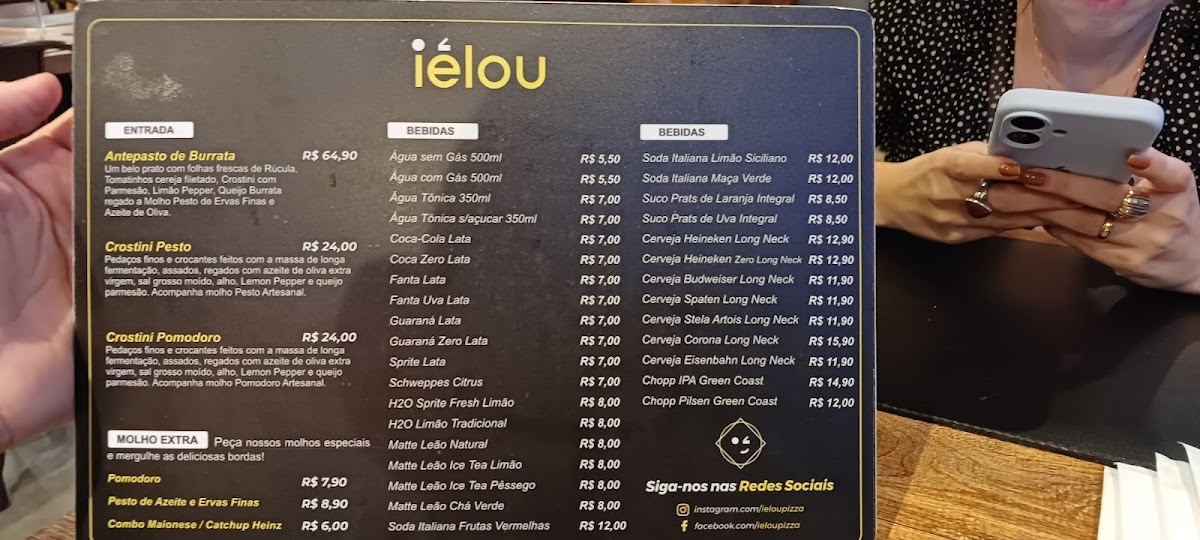 iélou
ENTRADA
Antepasto de Burrata R$ 64,90
Um belo prato com folhas frescas de Rúcula,
Tomatinhos cereja filetado, Crostini com
Parmesão, Limão Pepper, Queijo Burrata
regado a Molho Pesto de Ervas Finas e
Azeite de Oliva.
Crostini Pesto R$ 24,00
Pedaços finos e crocantes feitos com a massa de longa
fermentação, assados, regados com azeite de oliva extra
virgem, sal grosso moído, alho, Lemon Pepper e queijo
parmesão. Acompanha molho Pesto Artesanal.
Crostini Pomodoro R$ 24,00
Pedaços finos e crocantes feitos com a massa de longa
fermentação, assados, regados com azeite de oliva extra
virgem, sal grosso moído, alho, Lemon Pepper e queijo
parmesão. Acompanha molho Pomodoro Artesanal.
MOLHO EXTRA Peça nossos molhos especiais
e mergulhe as deliciosas bordas!
Pomodoro R$ 7,90
Pesto de Azeite e Ervas Finas R$ 8,90
Combo Maionese / Catchup Heinz R$ 6,00
BEBIDAS
Água sem Gás 500ml R$ 5,50
Água com Gás 500ml R$ 5,50
Água Tônica 350ml R$ 7,00
Água Tônica s/açucar 350ml R$ 7,00
Coca-Cola Lata R$ 7,00
Coca Zero Lata R$ 7,00
Fanta Lata R$ 7,00
Fanta Uva Lata R$ 7,00
Guaraná Lata R$ 7,00
Guaraná Zero Lata R$ 7,00
Sprite Lata R$ 7,00
Schweppes Citrus R$ 7,00
H2O Sprite Fresh Limão R$ 8,00
H2O Limão Tradicional R$ 8,00
Matte Leão Natural R$ 8,00
Matte Leão Ice Tea Limão R$ 8,00
Matte Leão Ice Tea Pêssego R$ 8,00
Matte Leão Chá Verde R$ 8,00
Soda Italiana Frutas Vermelhas R$ 12,00
BEBIDAS
Soda Italiana Limão Siciliano R$ 12,00
Soda Italiana Maça Verde R$ 12,00
Suco Prats de Laranja Integral R$ 8,50
Suco Prats de Uva Integral R$ 8,50
Cerveja Heineken Long Neck R$ 12,90
Cerveja Heineken Zero Long Neck R$ 12,90
Cerveja Budweiser Long Neck R$ 11,90
Cerveja Spaten Long Neck R$ 11,90
Cerveja Stela Artois Long Neck R$ 11,90
Cerveja Corona Long Neck R$ 15,90
Cerveja Eisenbahn Long Neck R$ 11,90
Chopp IPA Green Coast R$ 14,90
Chopp Pilsen Green Coast R$ 12,00
Siga-nos nas Redes Sociais
instagram.com/ieloupizza
facebook.com/ieloupizza